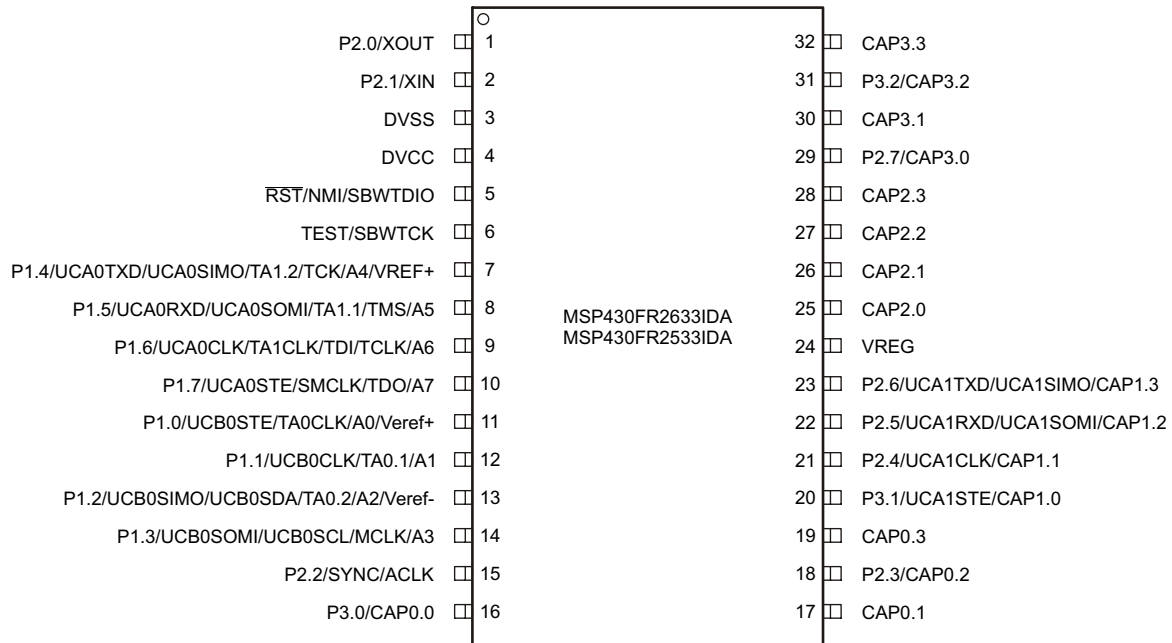 P2.0/XOUT 1 32 CAP3.3
P2.1/XIN 2 31 P3.2/CAP3.2
DVSS 3 30 CAP3.1
DVCC 4 29 P2.7/CAP3.0
R̅S̅T̅/NMI/SBWTDIO 5 28 CAP2.3
TEST/SBWTCK 6 27 CAP2.2
P1.4/UCA0TXD/UCA0SIMO/TA1.2/TCK/A4/VREF+ 7 26 CAP2.1
P1.5/UCA0RXD/UCA0SOMI/TA1.1/TMS/A5 8 25 CAP2.0
MSP430FR2633IDA
MSP430FR2533IDA
P1.6/UCA0CLK/TA1CLK/TDI/TCLK/A6 9 24 VREG
P1.7/UCA0STE/SMCLK/TDO/A7 10 23 P2.6/UCA1TXD/UCA1SIMO/CAP1.3
P1.0/UCB0STE/TA0CLK/A0/Veref+ 11 22 P2.5/UCA1RXD/UCA1SOMI/CAP1.2
P1.1/UCB0CLK/TA0.1/A1 12 21 P2.4/UCA1CLK/CAP1.1
P1.2/UCB0SIMO/UCB0SDA/TA0.2/A2/Veref- 13 20 P3.1/UCA1STE/CAP1.0
P1.3/UCB0SOMI/UCB0SCL/MCLK/A3 14 19 CAP0.3
P2.2/SYNC/ACLK 15 18 P2.3/CAP0.2
P3.0/CAP0.0 16 17 CAP0.1